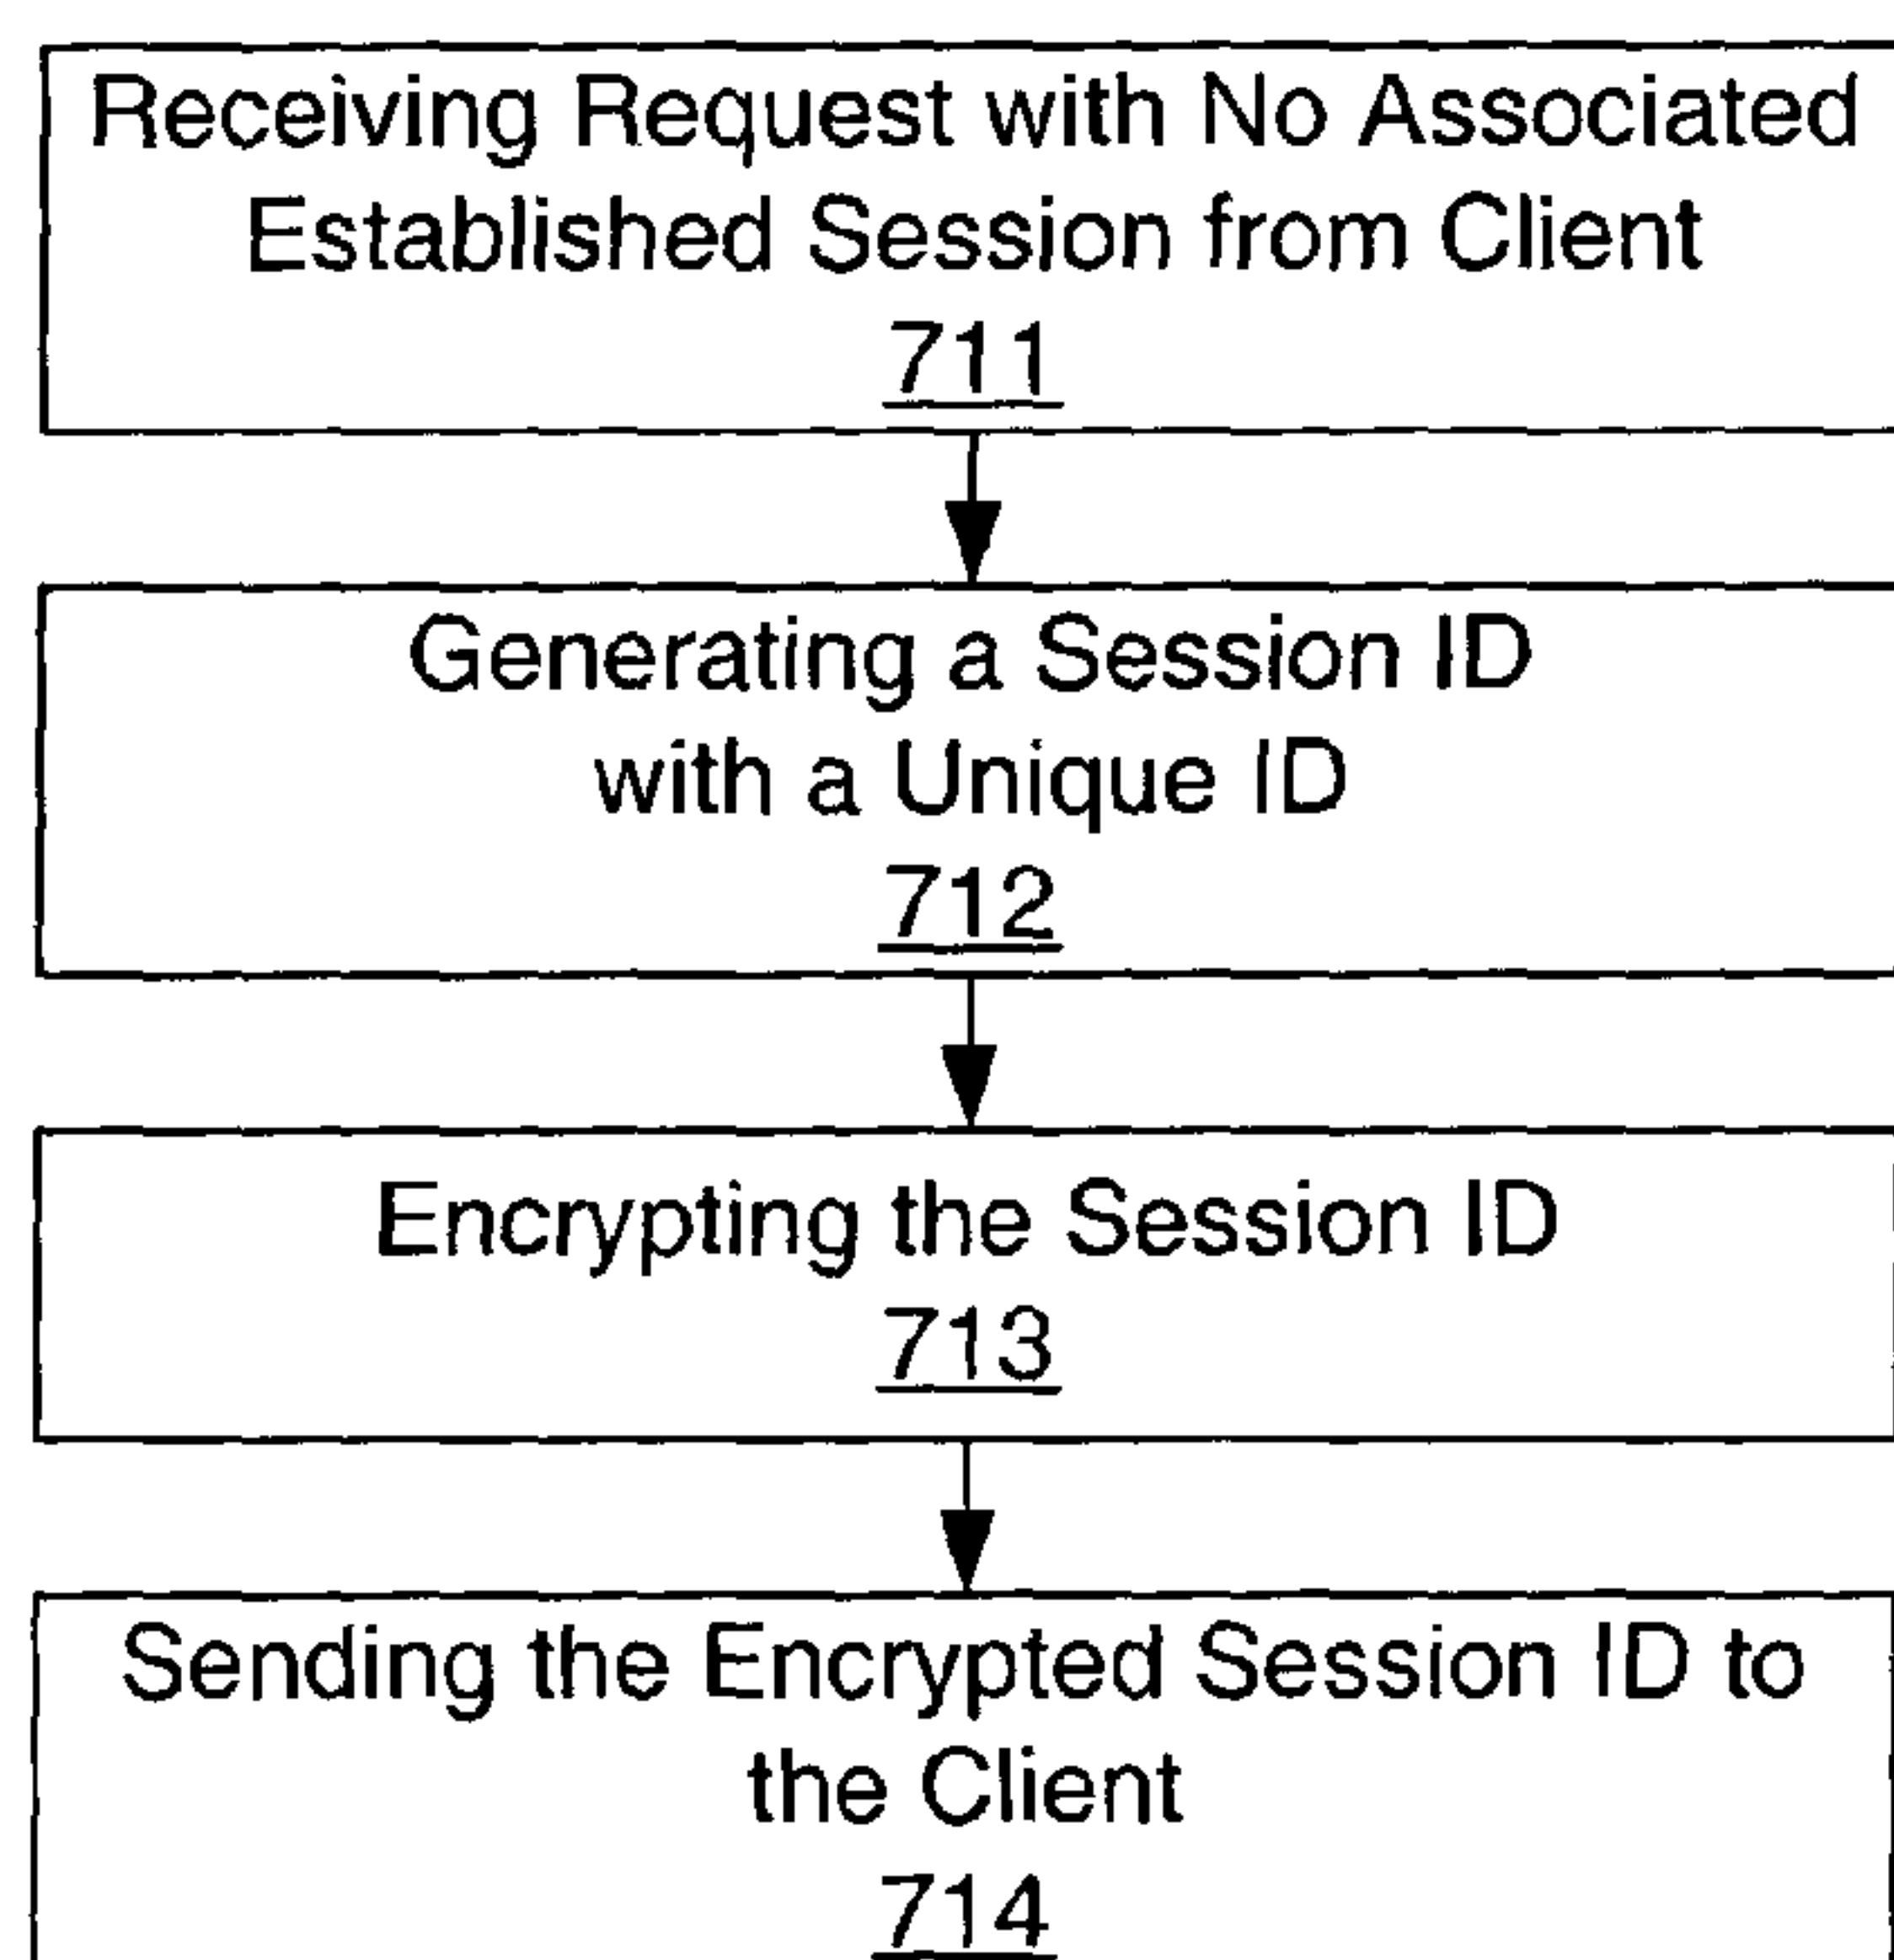 Receiving Request with No Associated
Established Session from Client
711
Generating a Session ID
with a Unique ID
712
Encrypting the Session ID
713
Sending the Encrypted Session ID to
the Client
714